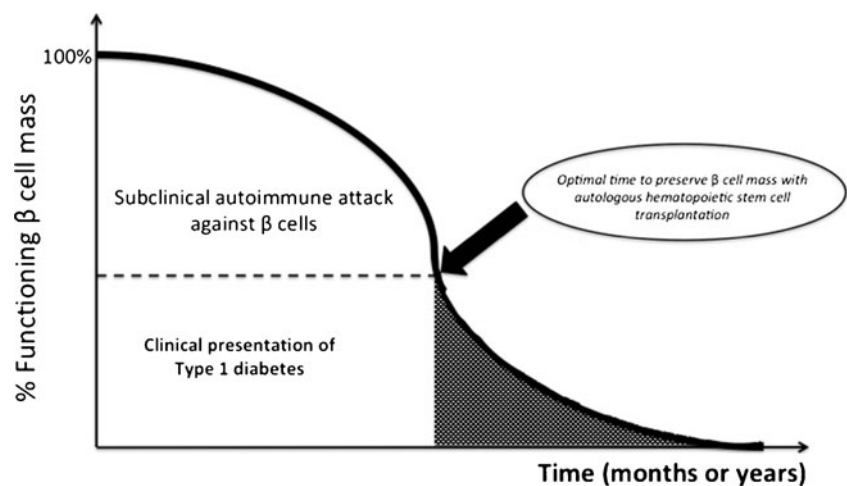 % Functioning β cell mass
100%
Subclinical autoimmune attack
against β cells
Optimal time to preserve β cell mass with
autologous hematopoietic stem cell
transplantation
Clinical presentation of
Type 1 diabetes
Time (months or years)